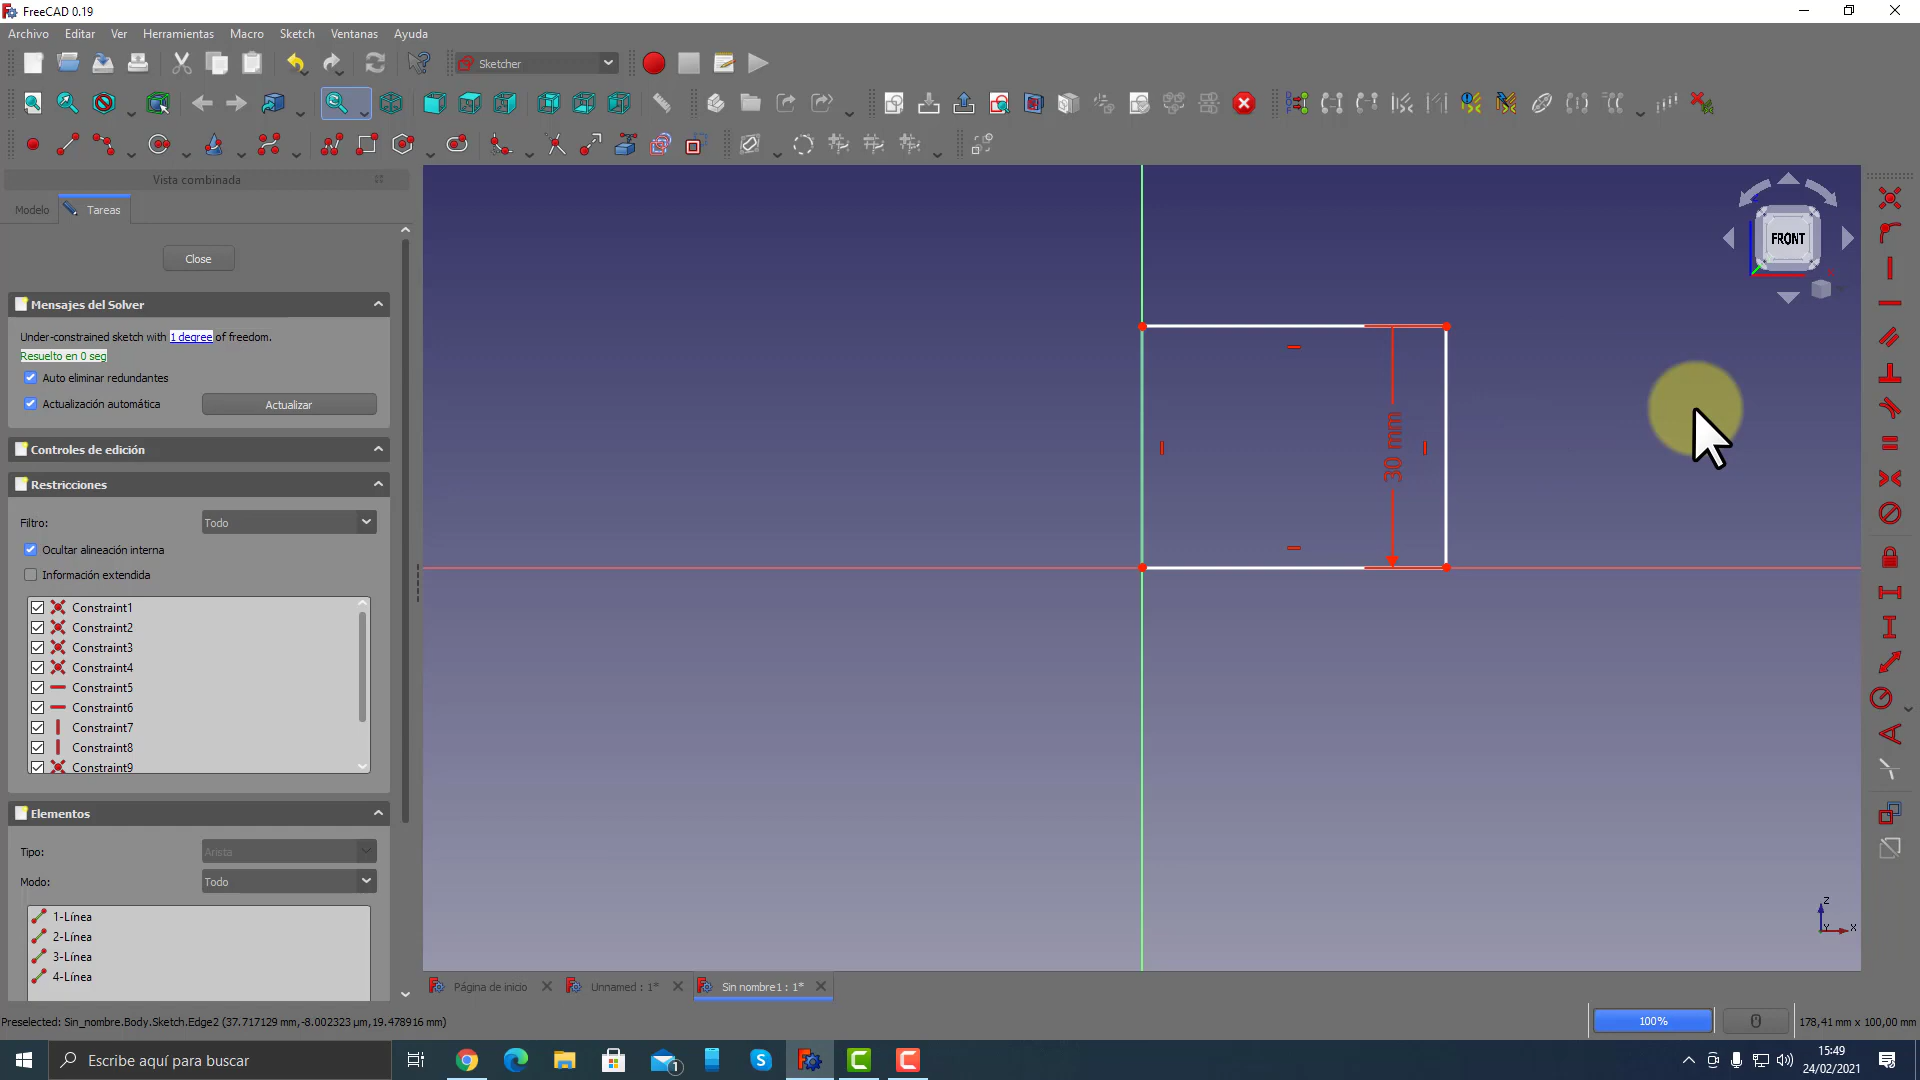 FreeCAD 0.19
Archivo Editar Ver Herramientas Macro Sketch Ventanas Ayuda
Sketcher
Vista combinada
Modelo Tareas
Close
Mensajes del Solver
Under-constrained sketch with 1 degree of freedom.
Resuelto en 0 seg
Auto eliminar redundantes
Actualización automática Actualizar
Controles de edición
Restricciones
Filtro: Todo
Ocultar alineación interna
Información extendida
Constraint1
Constraint2
Constraint3
Constraint4
Constraint5
Constraint6
Constraint7
Constraint8
Constraint9
Elementos
Tipo: Arista
Modo: Todo
1-Línea
2-Línea
3-Línea
4-Línea
30 mm
FRONT
Z
Y X
Página de inicio Unnamed : 1* Sin nombre1 : 1*
Preselected: Sin_nombre.Body.Sketch.Edge2 (37.717129 mm,-8.002323 µm,19.478916 mm)
100% 178,41 mm x 100,00 mm
Escribe aquí para buscar
1
15:49
24/02/2021